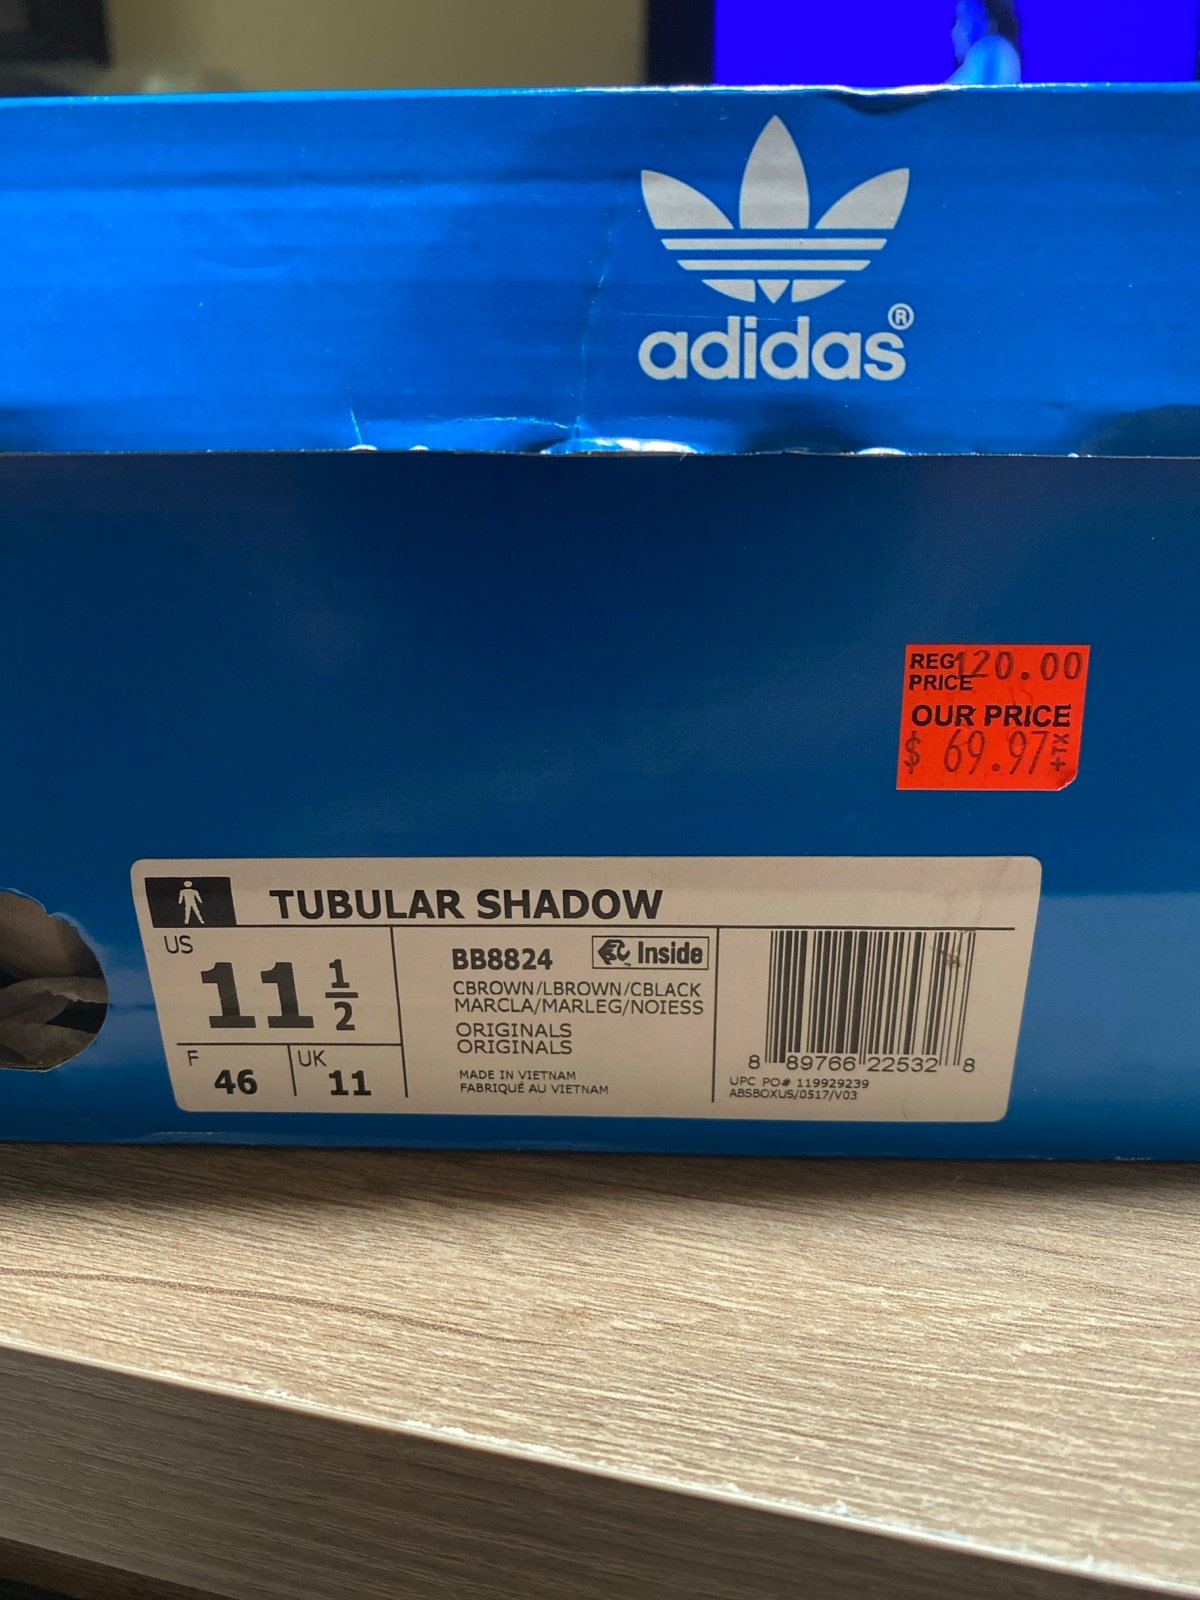 adidas®
REG 120.00
PRICE
OUR PRICE
$ 69.97 +TX
TUBULAR SHADOW
US
11 1/2
F
46
UK
11
BB8824
Inside
CBROWN/LBROWN/CBLACK
MARCLA/MARLEG/NOIESS
ORIGINALS
ORIGINALS
MADE IN VIETNAM
FABRIQUÉ AU VIETNAM
8 89766 22532 8
UPC PO# 119929239
ABSBOXUS/0517/V03